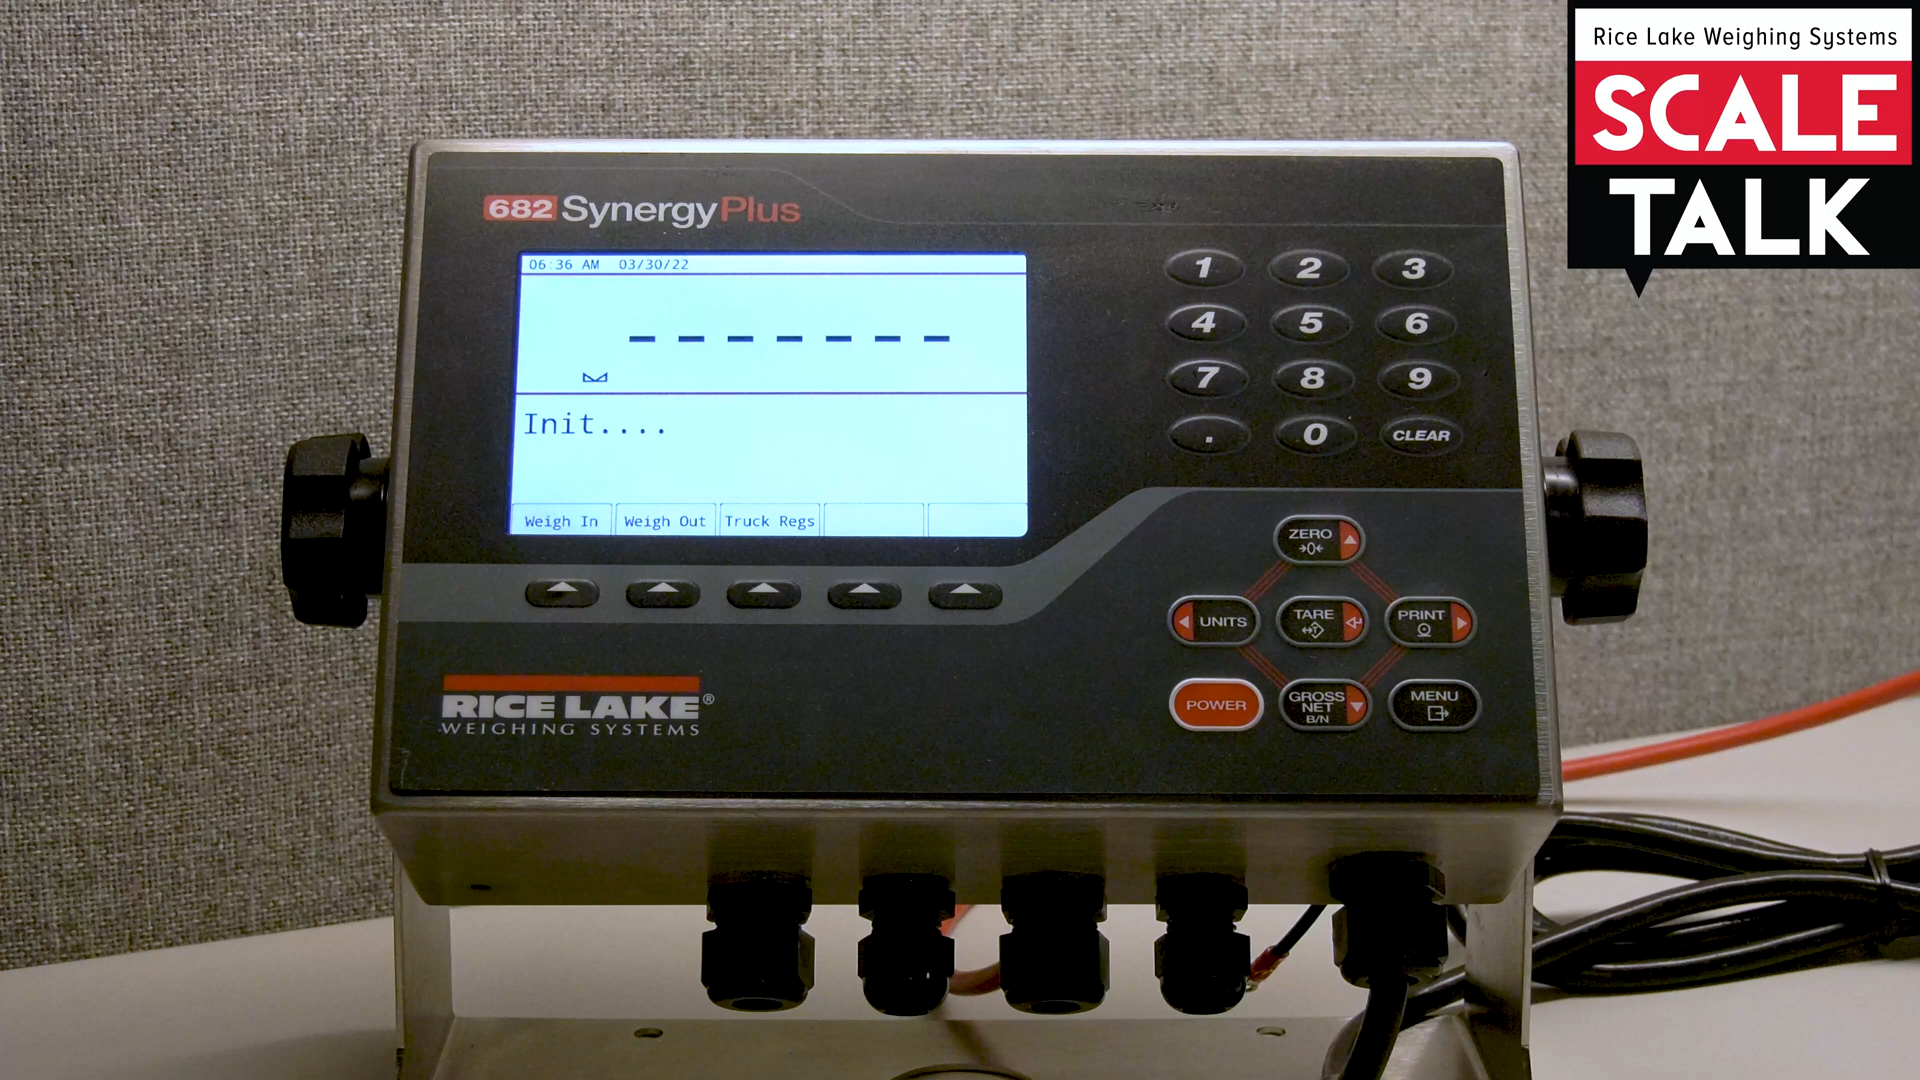 Rice Lake Weighing Systems
SCALE
TALK
682 SynergyPlus
06:36 AM 03/30/22
- - - - - - -
Init....
Weigh In Weigh Out Truck Regs
1 2 3
4 5 6
7 8 9
. 0 CLEAR
ZERO
→0←
UNITS TARE PRINT
T
POWER GROSS NET B/N MENU
RICE LAKE®
WEIGHING SYSTEMS